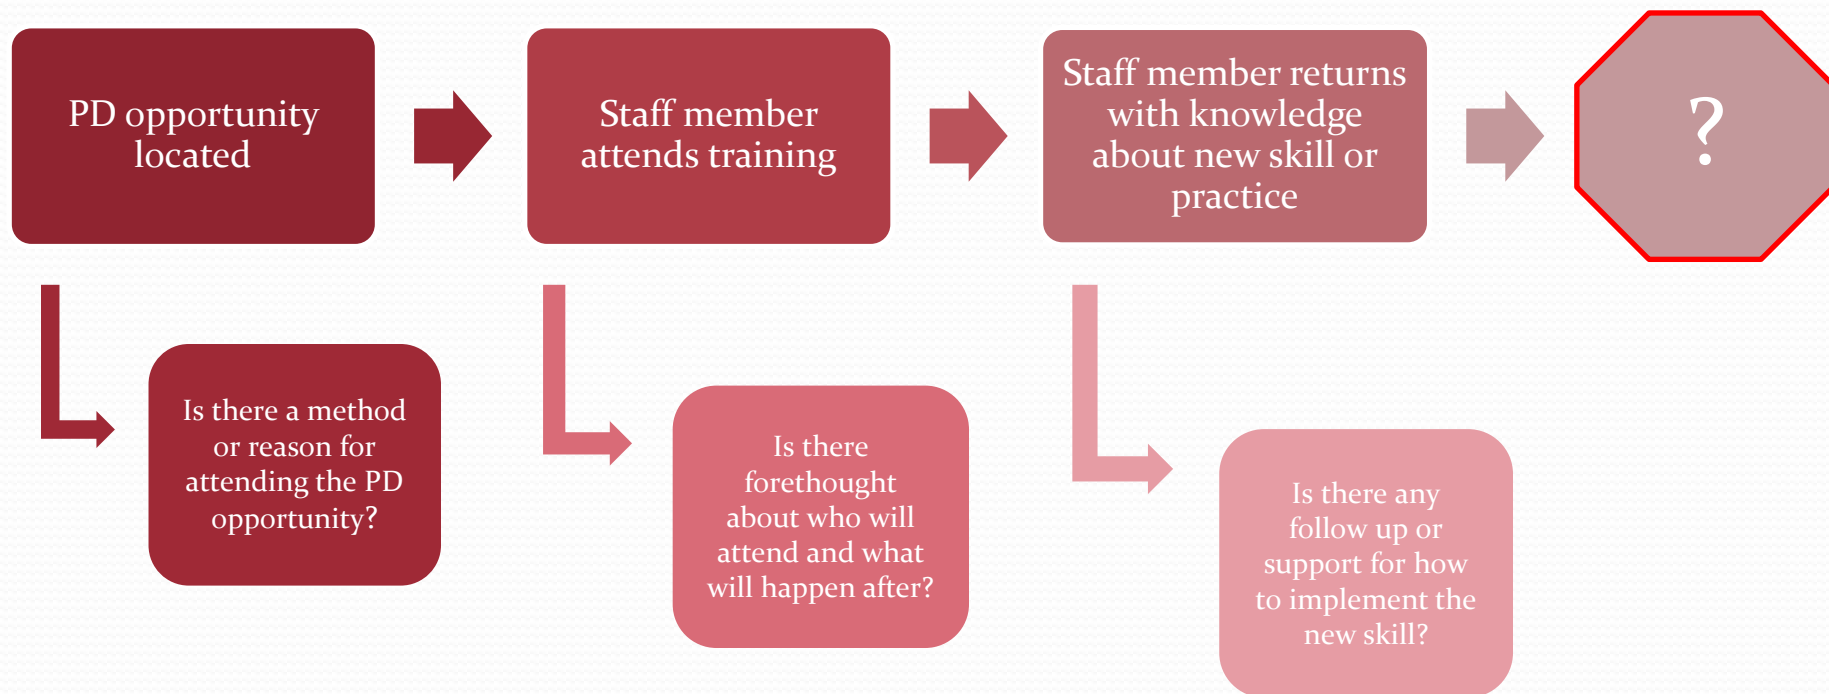 PD opportunity
located
Staff member
attends training
Staff member returns
with knowledge
about new skill or
practice
?
Is there a method
or reason for
attending the PD
opportunity?
Is there
forethought
about who will
attend and what
will happen after?
Is there any
follow up or
support for how
to implement the
new skill?